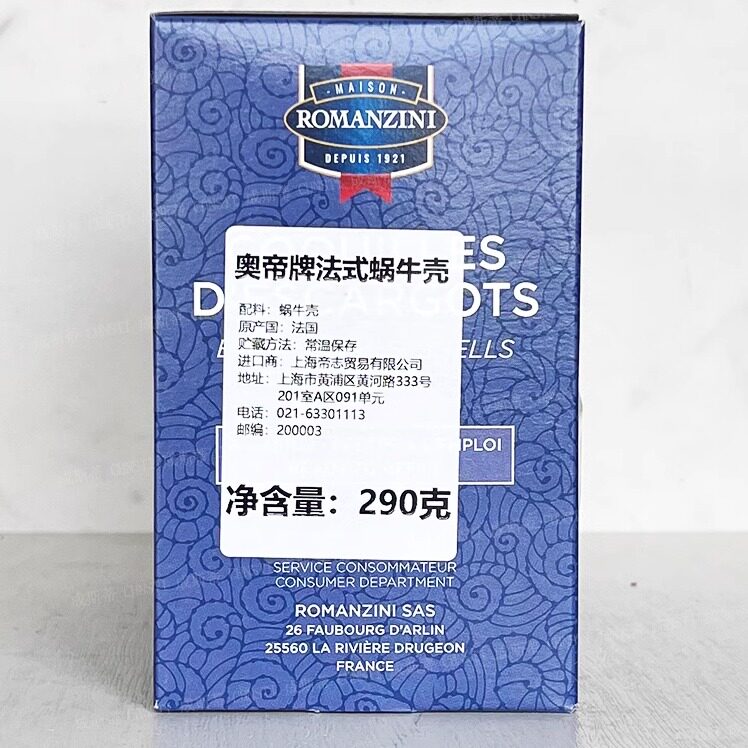 MAISON
ROMANZINI
DEPUIS 1921
奥帝牌法式蜗牛壳
配料：蜗牛壳
原产国：法国
贮藏方法：常温保存
进口商：上海帝志贸易有限公司
地址：上海市黄浦区黄河路333号
201室A区091单元
电话：021-63301113
邮编：200003
净含量：290克
SERVICE CONSOMMATEUR
CONSUMER DEPARTMENT
ROMANZINI SAS
26 FAUBOURG D'ARLIN
25560 LA RIVIÈRE DRUGEON
FRANCE